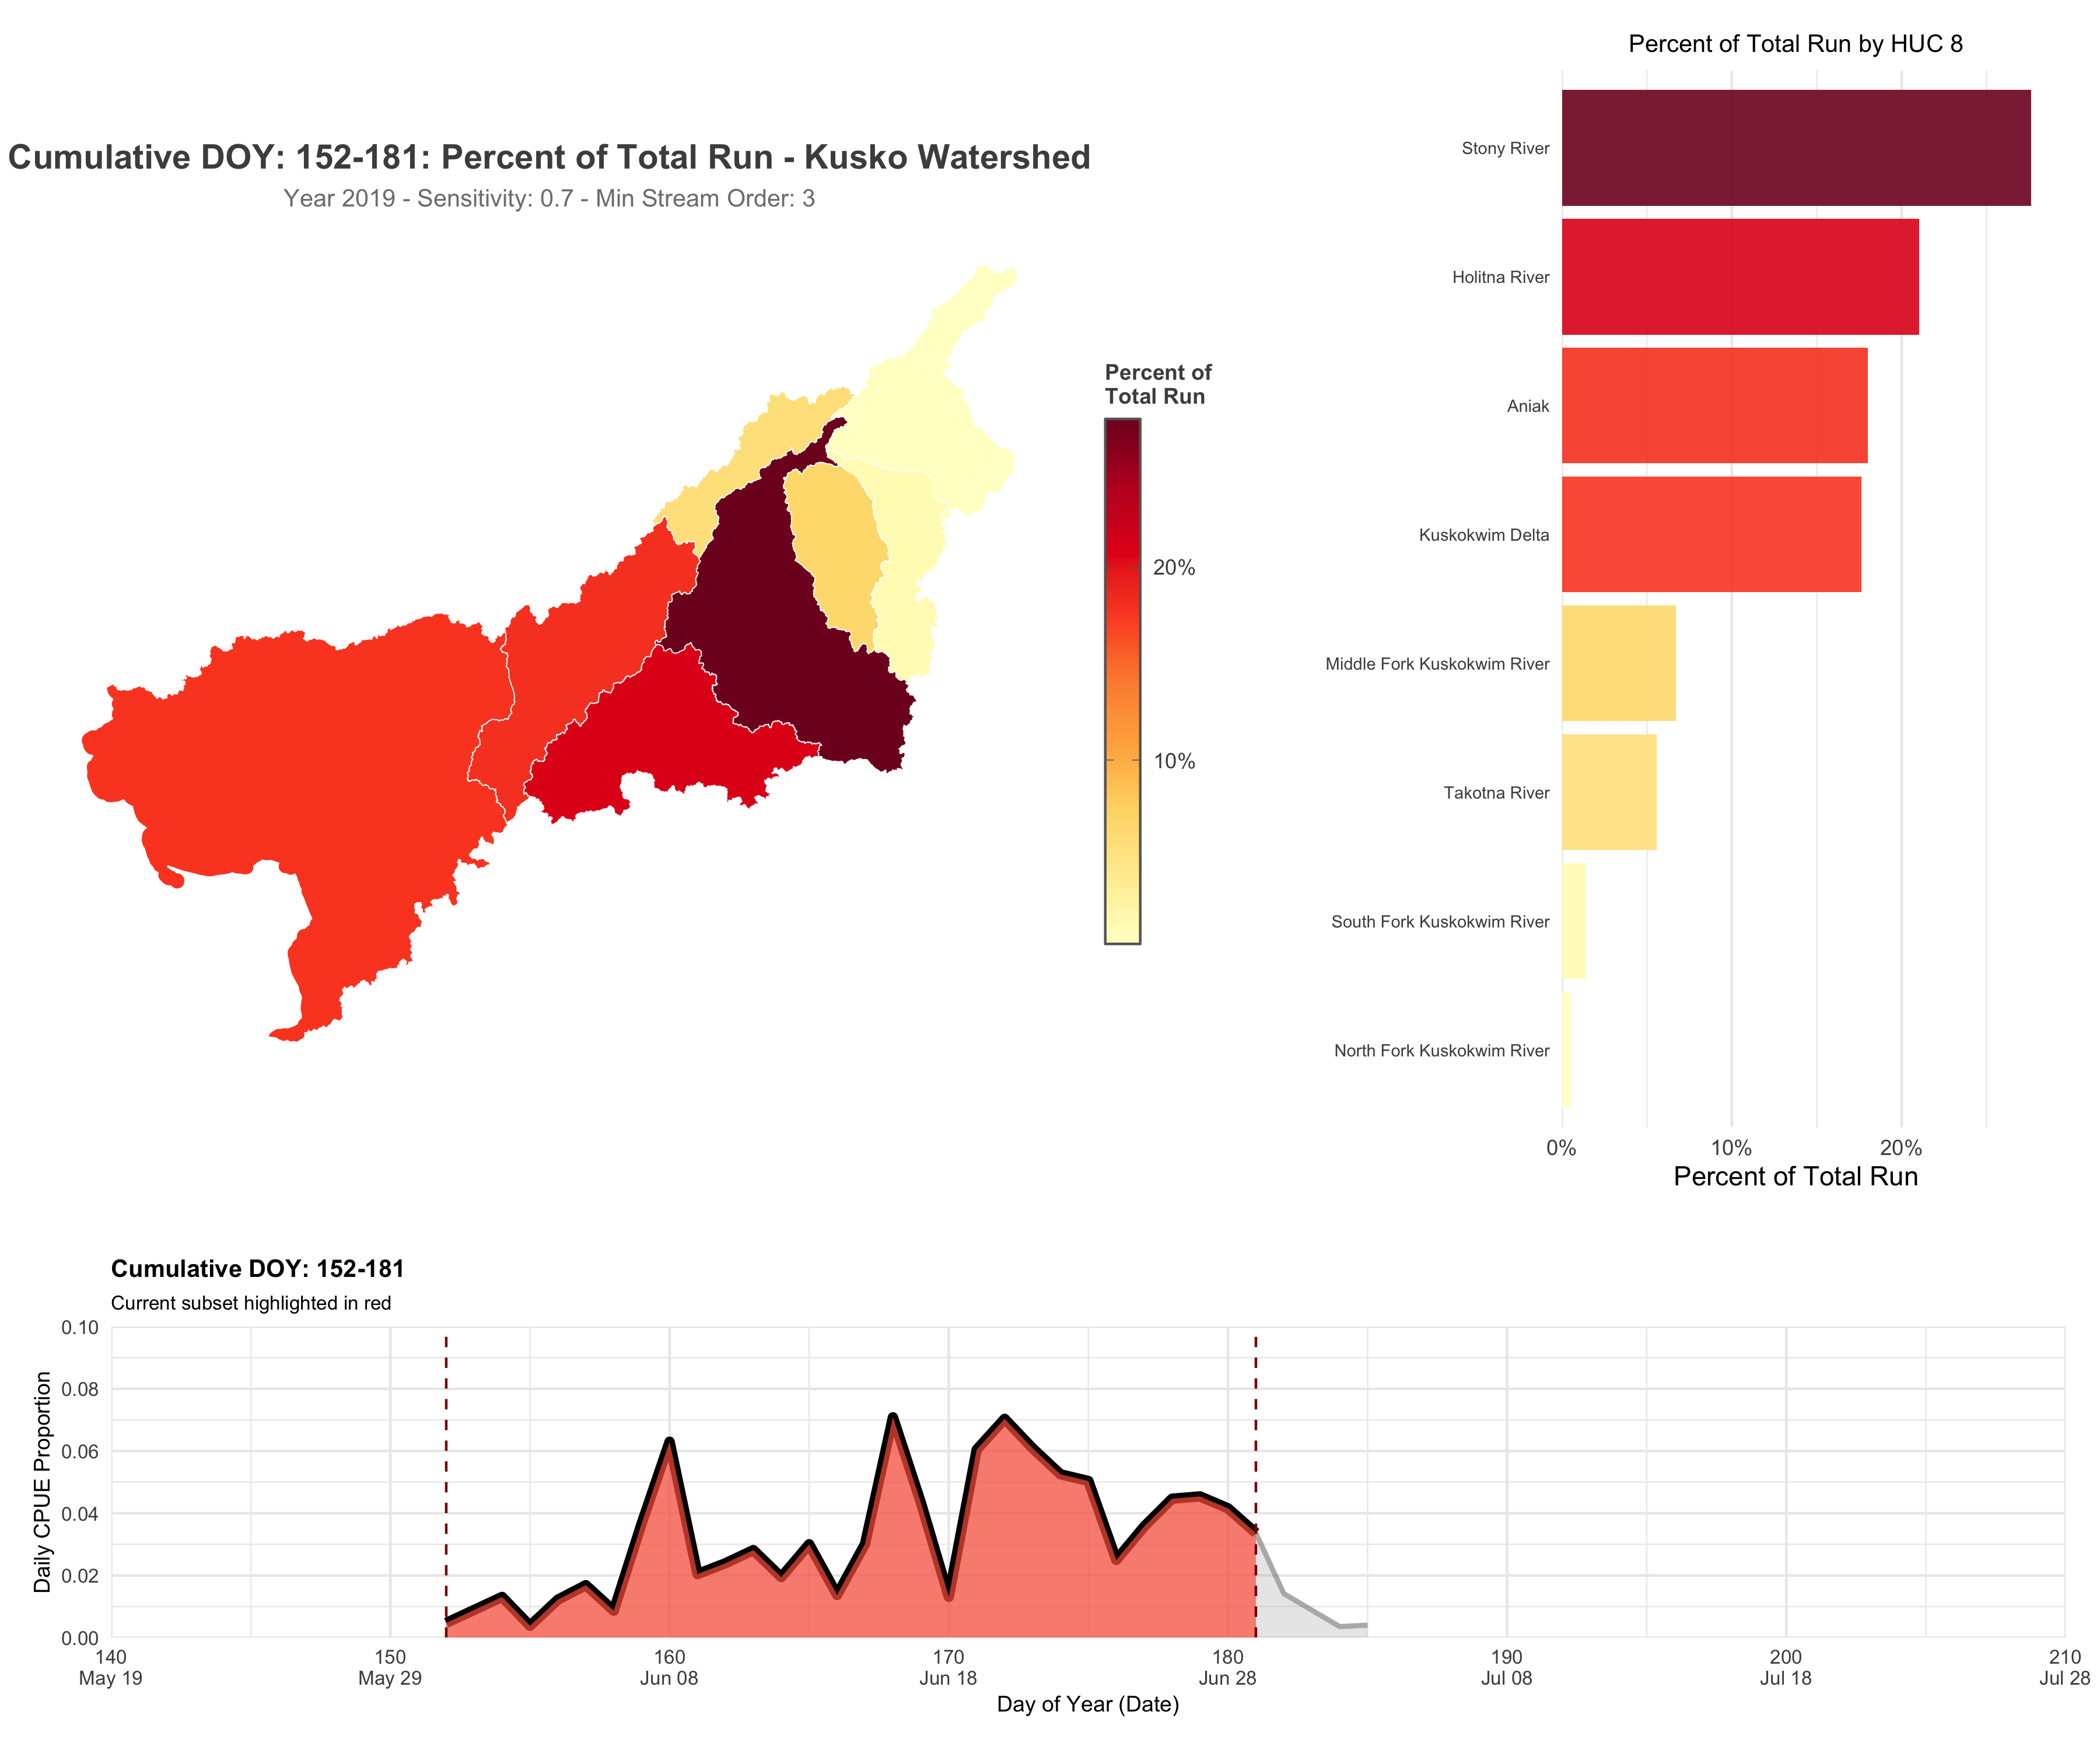 Percent of Total Run by HUC 8
Cumulative DOY: 152-181: Percent of Total Run - Kusko Watershed
Year 2019 - Sensitivity: 0.7 - Min Stream Order: 3
Percent of
Total Run
20%
10%
Stony River
Holitna River
Aniak
Kuskokwim Delta
Middle Fork Kuskokwim River
Takotna River
South Fork Kuskokwim River
North Fork Kuskokwim River
0% 10% 20%
Percent of Total Run
Cumulative DOY: 152-181
Current subset highlighted in red
Daily CPUE Proportion
0.10
0.08
0.06
0.04
0.02
0.00
140 150 160 170 180 190 200 210
May 19 May 29 Jun 08 Jun 18 Jun 28 Jul 08 Jul 18 Jul 28
Day of Year (Date)